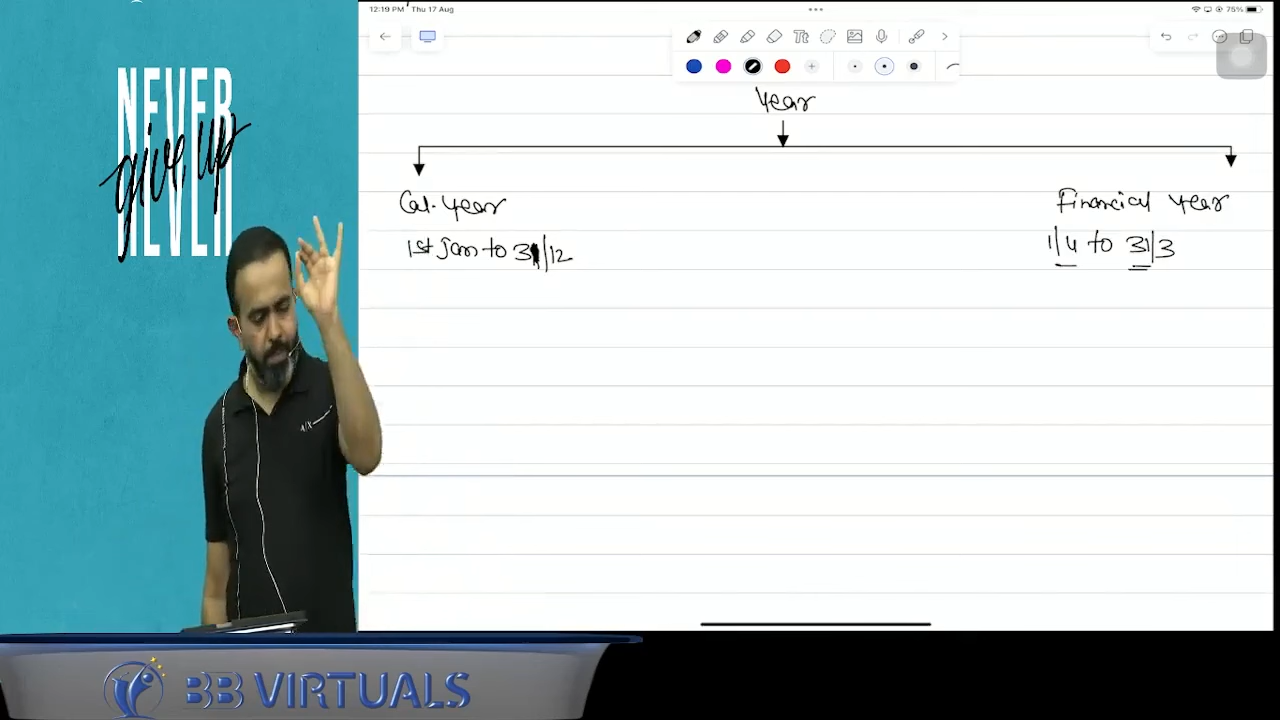 12:19 PM Thu 17 Aug
75%
NEVER
give up
NEVER
Year
Cal. Year
Financial Year
1st Jan to 31/12
1/4 to 31/3
BB VIRTUALS